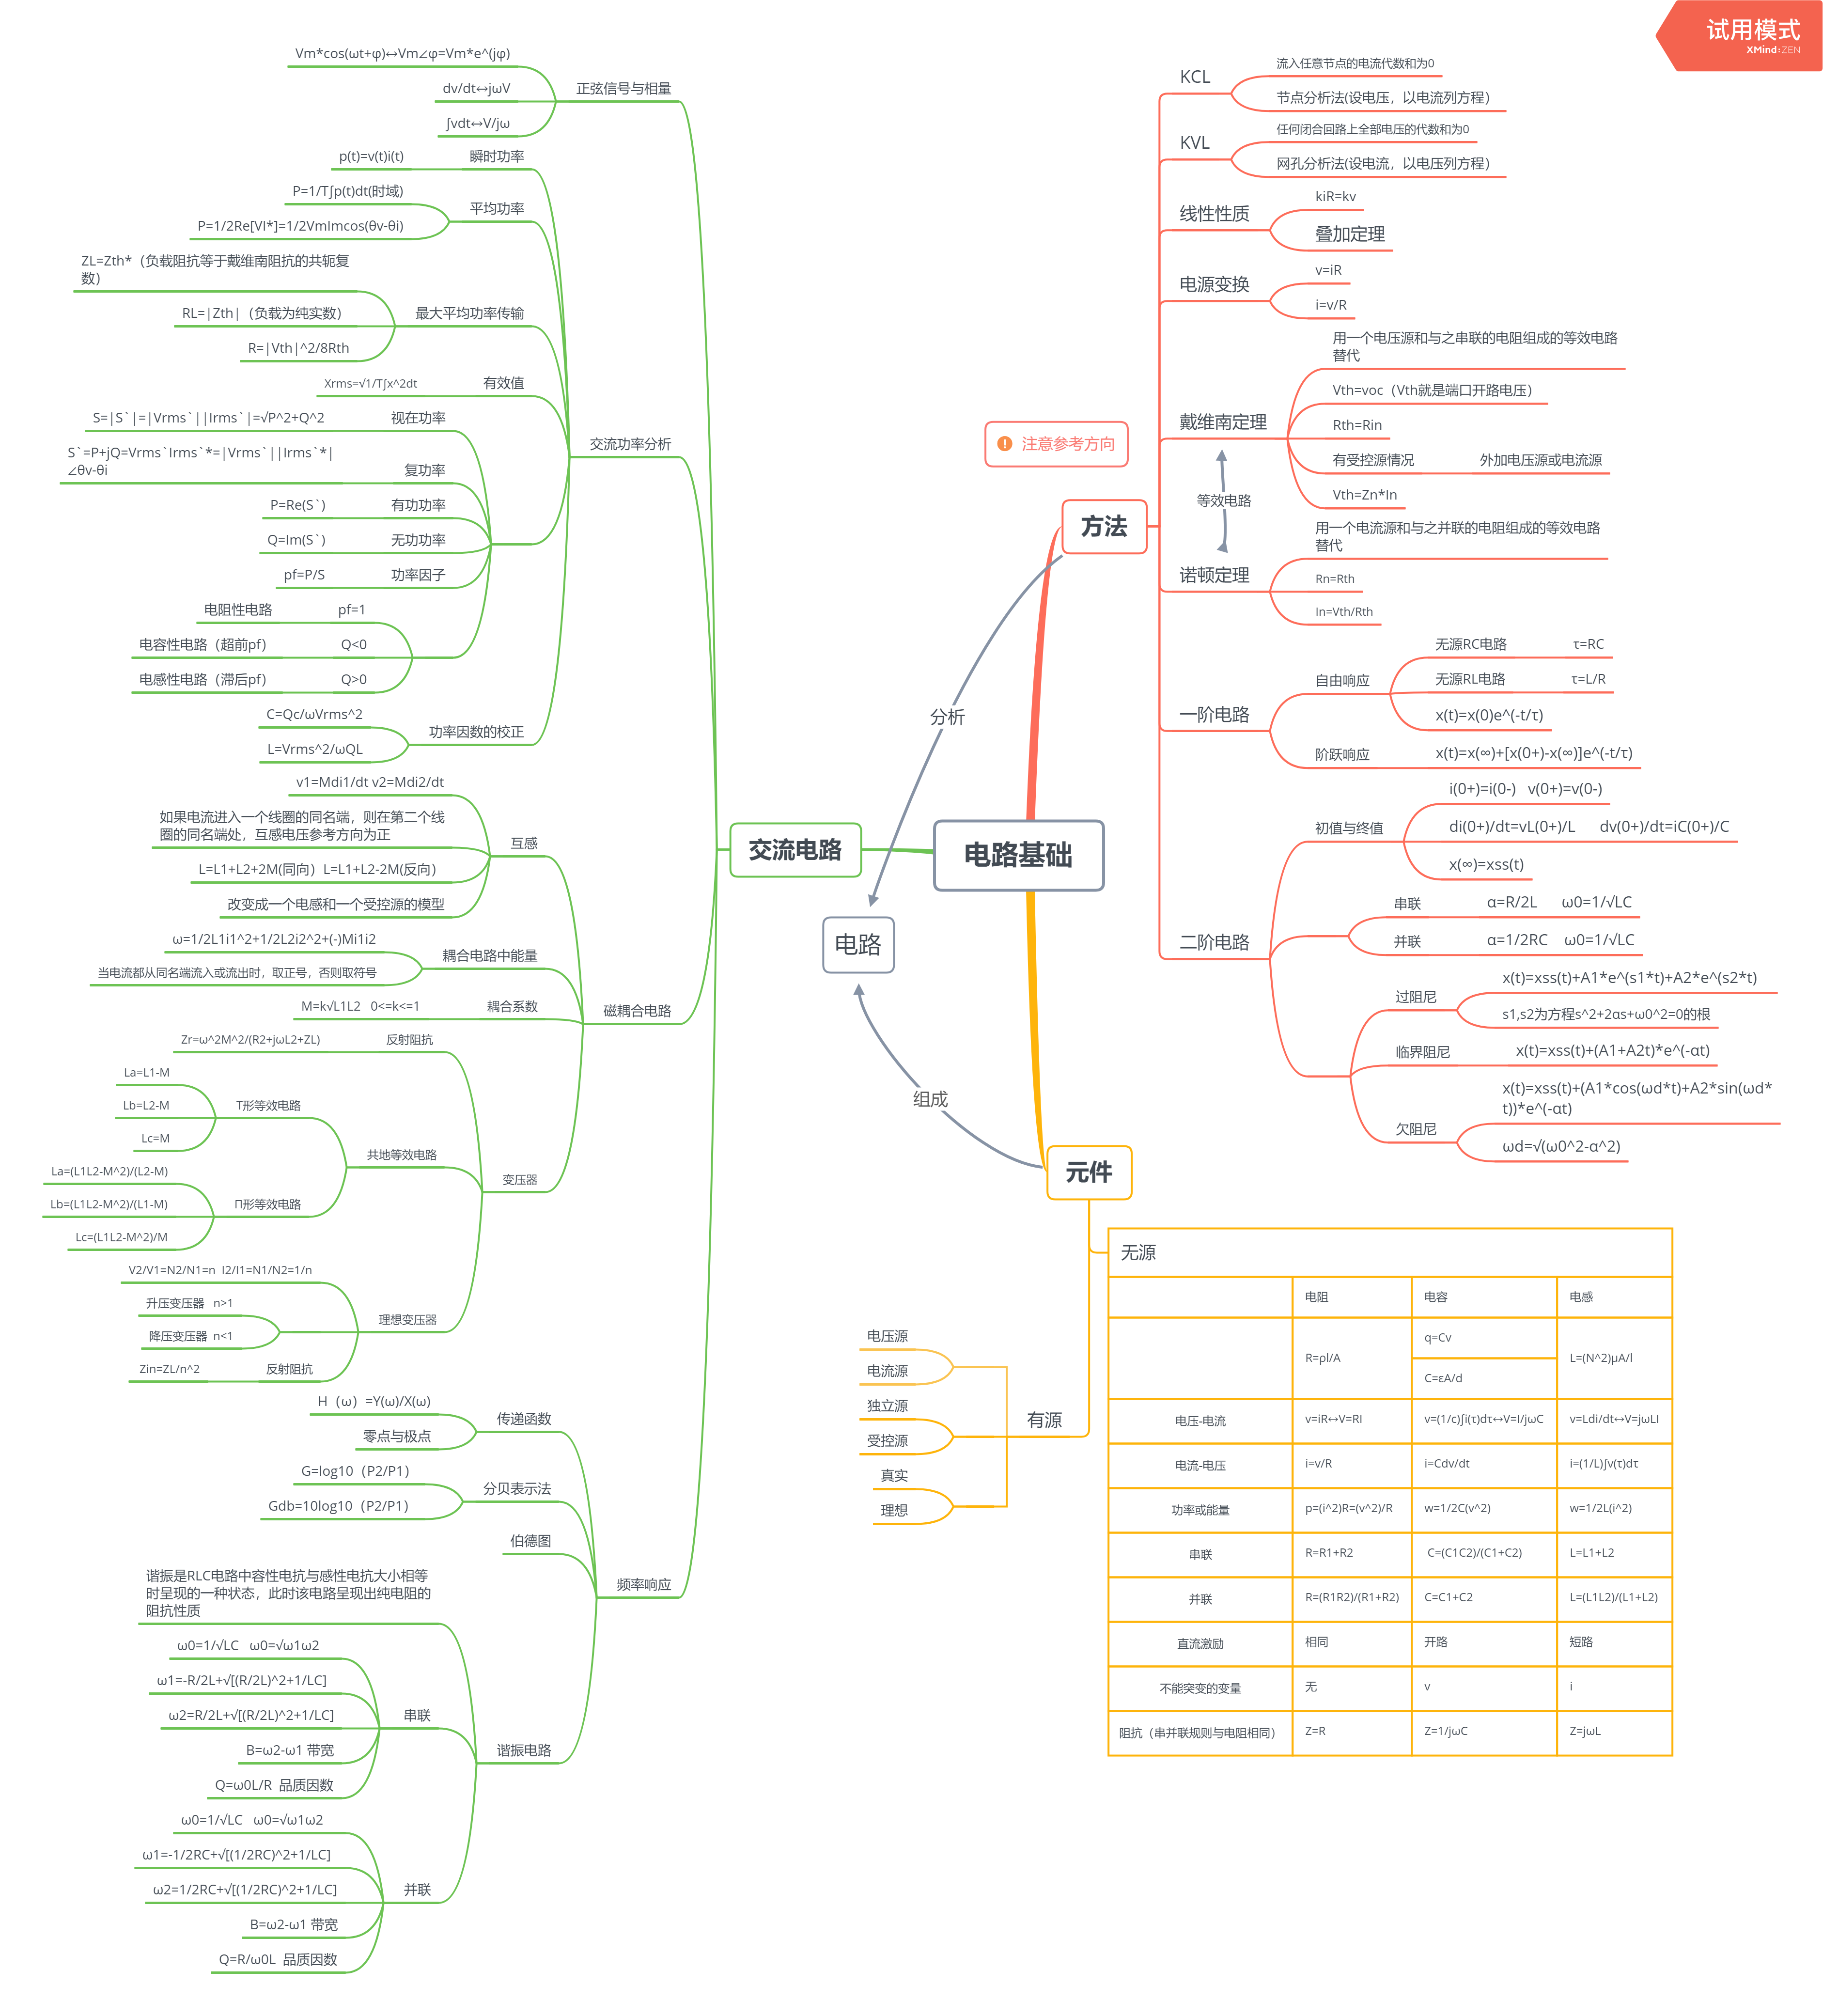 试用模式
XMind:ZEN
电路基础
方法
KCL
流入任意节点的电流代数和为0
节点分析法(设电压，以电流列方程)
KVL
任何闭合回路上全部电压的代数和为0
网孔分析法(设电流，以电压列方程)
线性性质
kiR=kv
叠加定理
电源变换
v=iR
i=v/R
戴维南定理
用一个电压源和与之串联的电阻组成的等效电路
替代
Vth=voc（Vth就是端口开路电压）
Rth=Rin
有受控源情况
外加电压源或电流源
Vth=Zn*In
等效电路
诺顿定理
用一个电流源和与之并联的电阻组成的等效电路
替代
Rn=Rth
In=Vth/Rth
一阶电路
自由响应
无源RC电路
τ=RC
无源RL电路
τ=L/R
x(t)=x(0)e^(-t/τ)
阶跃响应
x(t)=x(∞)+[x(0+)-x(∞)]e^(-t/τ)
二阶电路
初值与终值
i(0+)=i(0-) v(0+)=v(0-)
di(0+)/dt=vL(0+)/L dv(0+)/dt=iC(0+)/C
x(∞)=xss(t)
串联
α=R/2L ω0=1/√LC
并联
α=1/2RC ω0=1/√LC
过阻尼
x(t)=xss(t)+A1*e^(s1*t)+A2*e^(s2*t)
s1,s2为方程s^2+2αs+ω0^2=0的根
临界阻尼
x(t)=xss(t)+(A1+A2t)*e^(-αt)
欠阻尼
x(t)=xss(t)+(A1*cos(ωd*t)+A2*sin(ωd*
t))*e^(-αt)
ωd=√(ω0^2-α^2)
注意参考方向
分析
电路
组成
元件
无源
电阻 电容 电感
R=ρl/A
q=Cv
C=εA/d
L=(N^2)μA/l
电压-电流 v=iR↔V=RI v=(1/c)∫i(τ)dτ↔V=I/jωC v=Ldi/dt↔V=jωLI
电流-电压 i=v/R i=Cdv/dt i=(1/L)∫v(τ)dτ
功率或能量 p=(i^2)R=(v^2)/R w=1/2C(v^2) w=1/2L(i^2)
串联 R=R1+R2 C=(C1C2)/(C1+C2) L=L1+L2
并联 R=(R1R2)/(R1+R2) C=C1+C2 L=(L1L2)/(L1+L2)
直流激励 相同 开路 短路
不能突变的变量 无 v i
阻抗（串并联规则与电阻相同） Z=R Z=1/jωC Z=jωL
有源
电压源
电流源
独立源
受控源
真实
理想
交流电路
正弦信号与相量
Vm*cos(ωt+φ)↔Vm∠φ=Vm*e^(jφ)
dv/dt↔jωV
∫vdt↔V/jω
交流功率分析
瞬时功率
p(t)=v(t)i(t)
平均功率
P=1/T∫p(t)dt(时域)
P=1/2Re[VI*]=1/2VmImcos(θv-θi)
最大平均功率传输
ZL=Zth*（负载阻抗等于戴维南阻抗的共轭复
数）
RL=|Zth|（负载为纯实数）
R=|Vth|^2/8Rth
有效值
Xrms=√1/T∫x^2dt
视在功率
S=|S`|=|Vrms`||Irms`|=√P^2+Q^2
复功率
S`=P+jQ=Vrms`Irms`*=|Vrms`||Irms`*|
∠θv-θi
有功功率
P=Re(S`)
无功功率
Q=Im(S`)
功率因子
pf=P/S
pf=1
电阻性电路
Q<0
电容性电路（超前pf）
Q>0
电感性电路（滞后pf）
功率因数的校正
C=Qc/ωVrms^2
L=Vrms^2/ωQL
磁耦合电路
互感
v1=Mdi1/dt v2=Mdi2/dt
如果电流进入一个线圈的同名端，则在第二个线
圈的同名端处，互感电压参考方向为正
L=L1+L2+2M(同向) L=L1+L2-2M(反向)
改变成一个电感和一个受控源的模型
耦合电路中能量
ω=1/2L1i1^2+1/2L2i2^2+(-)Mi1i2
当电流都从同名端流入或流出时，取正号，否则取符号
耦合系数
M=k√L1L2 0<=k<=1
变压器
反射阻抗
Zr=ω^2M^2/(R2+jωL2+ZL)
共地等效电路
T形等效电路
La=L1-M
Lb=L2-M
Lc=M
Π形等效电路
La=(L1L2-M^2)/(L2-M)
Lb=(L1L2-M^2)/(L1-M)
Lc=(L1L2-M^2)/M
理想变压器
V2/V1=N2/N1=n I2/I1=N1/N2=1/n
升压变压器 n>1
降压变压器 n<1
反射阻抗
Zin=ZL/n^2
频率响应
传递函数
H（ω）=Y(ω)/X(ω)
零点与极点
分贝表示法
G=log10（P2/P1）
Gdb=10log10（P2/P1）
伯德图
谐振电路
谐振是RLC电路中容性电抗与感性电抗大小相等
时呈现的一种状态，此时该电路呈现出纯电阻的
阻抗性质
串联
ω0=1/√LC ω0=√ω1ω2
ω1=-R/2L+√[(R/2L)^2+1/LC]
ω2=R/2L+√[(R/2L)^2+1/LC]
B=ω2-ω1 带宽
Q=ω0L/R 品质因数
并联
ω0=1/√LC ω0=√ω1ω2
ω1=-1/2RC+√[(1/2RC)^2+1/LC]
ω2=1/2RC+√[(1/2RC)^2+1/LC]
B=ω2-ω1 带宽
Q=R/ω0L 品质因数